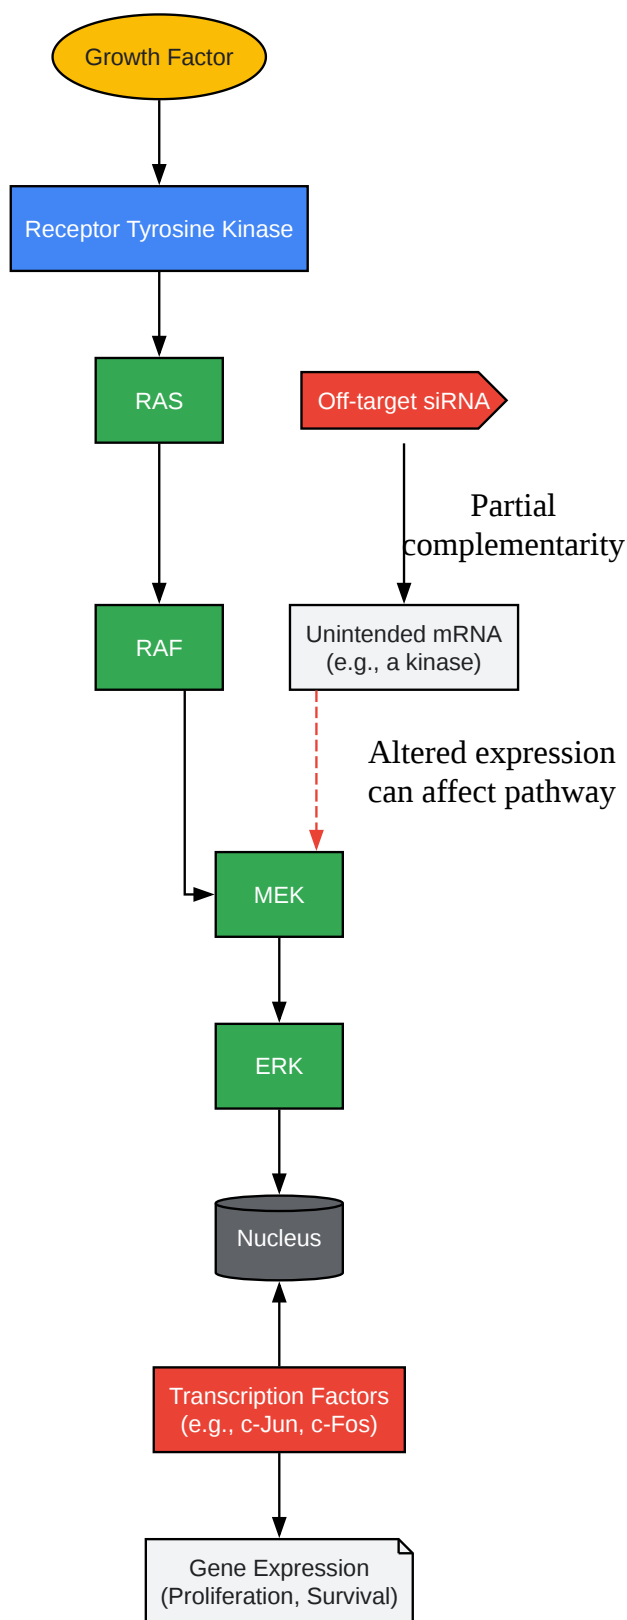 Growth Factor
Receptor Tyrosine Kinase
RAS
Off-target siRNA
Partial
complementarity
RAF
Unintended mRNA
(e.g., a kinase)
Altered expression
can affect pathway
MEK
ERK
Nucleus
Transcription Factors
(e.g., c-Jun, c-Fos)
Gene Expression
(Proliferation, Survival)